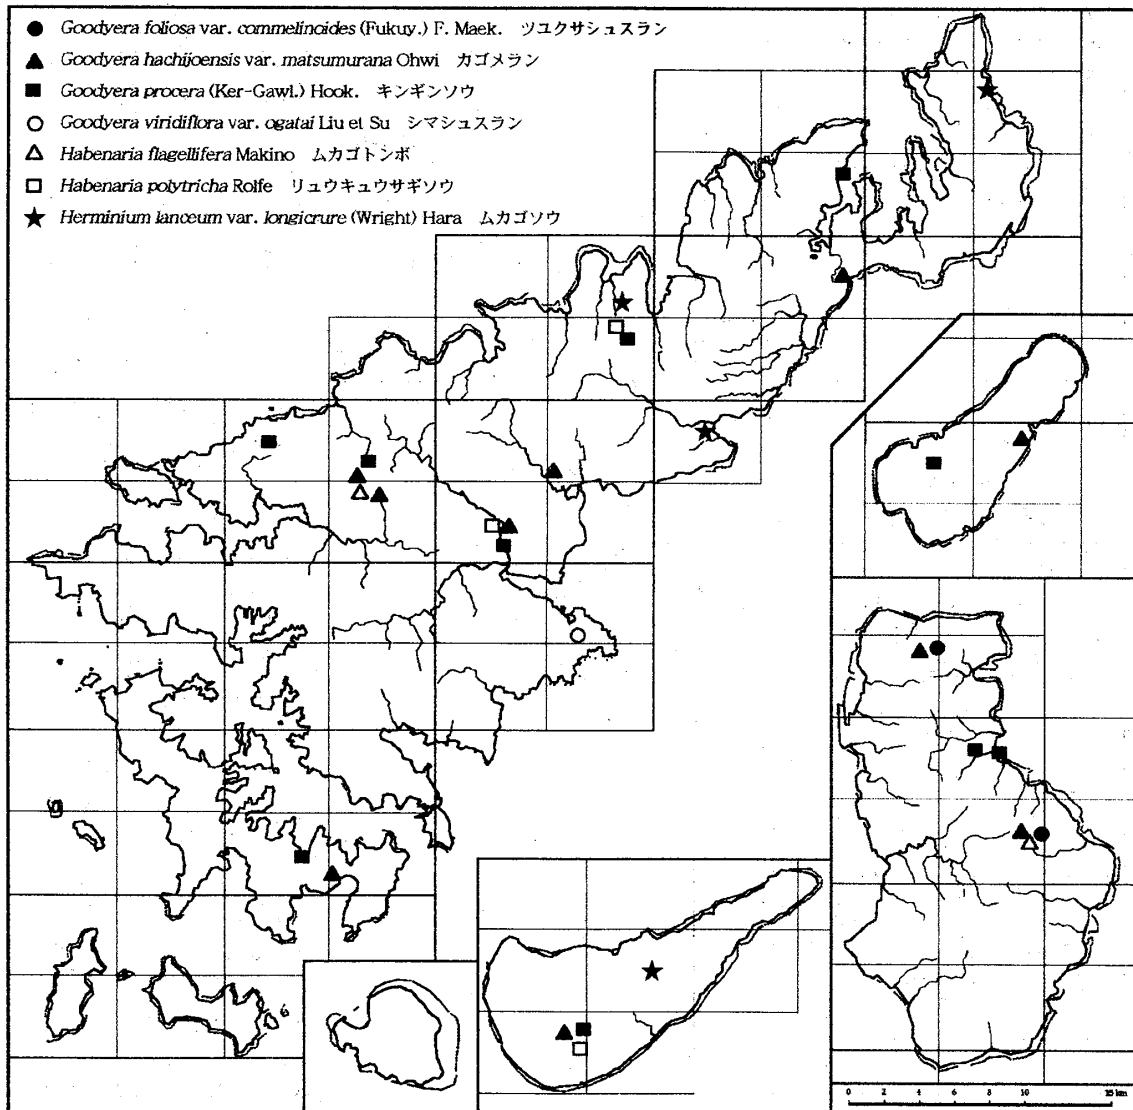 ● Goodyera foliosa var. commelinoides (Fukuy.) F. Maek. ツユクサシュスラン
▲ Goodyera hachijoensis var. matsumurana Ohwi カゴメラン
■ Goodyera procera (Ker-Gawl.) Hook. キンギンソウ
○ Goodyera viridiflora var. ogatai Liu et Su シマシュスラン
△ Habenaria flagellifera Makino ムカゴトンボ
□ Habenaria polytricha Rolfe リュウキュウサギソウ
★ Herminium lanceum var. longicrure (Wright) Hara ムカゴソウ
0 2 4 6 8 10 15 km